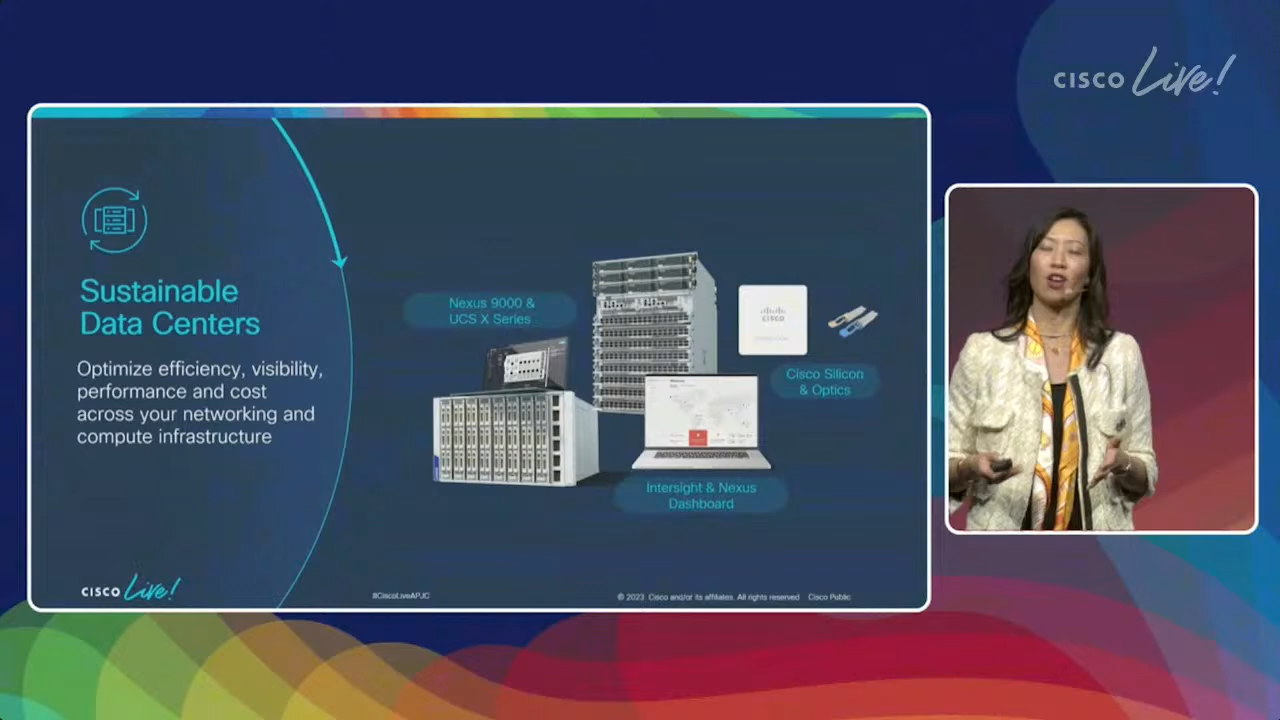 CISCO Live!
Sustainable
Data Centers
Optimize efficiency, visibility,
performance and cost
across your networking and
compute infrastructure
Nexus 9000 &
UCS X Series
CISCO
Cisco Silicon
& Optics
Intersight & Nexus
Dashboard
CISCO Live!
#CiscoLiveAPJC
© 2023 Cisco and/or its affiliates. All rights reserved Cisco Public